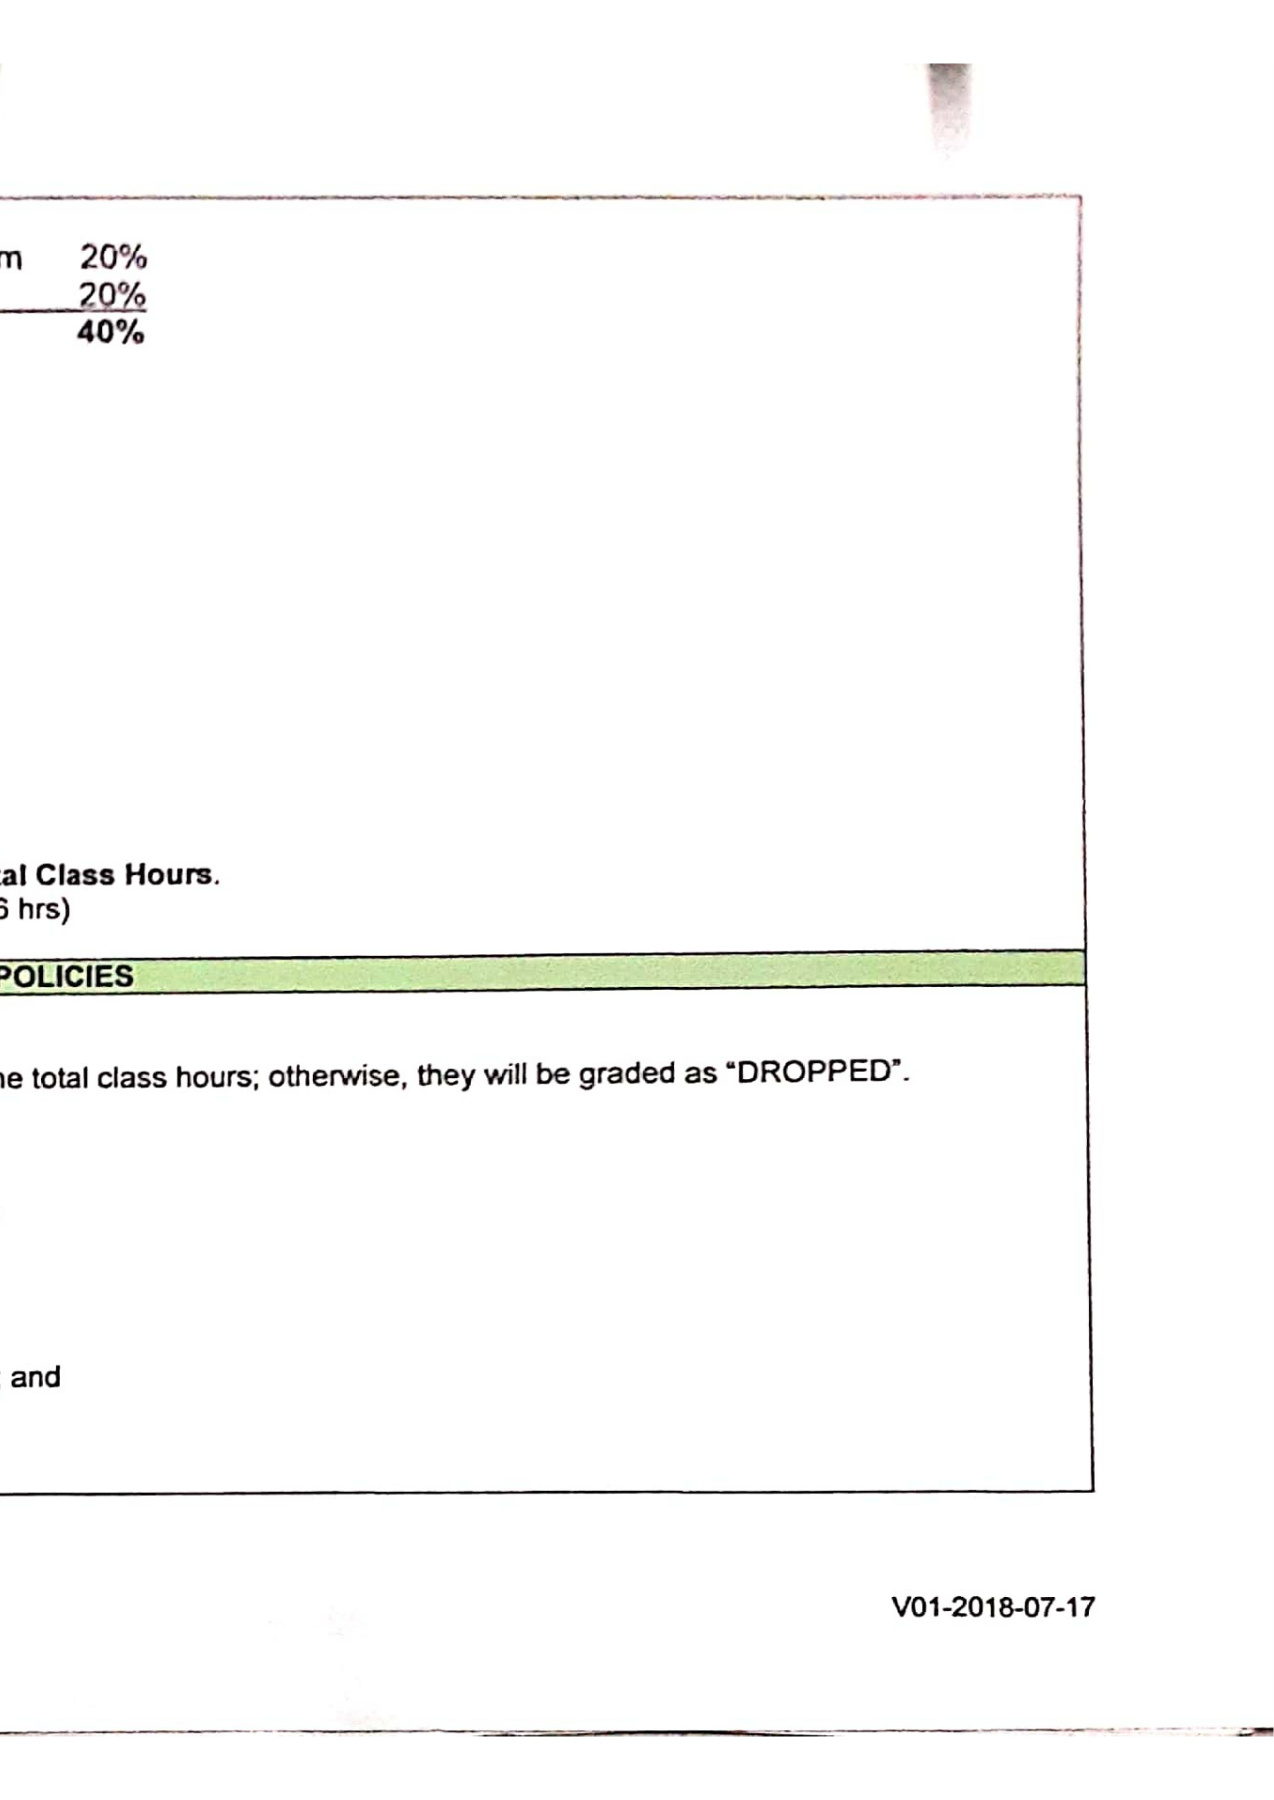 m 20%
20%
40%
al Class Hours.
6 hrs)
POLICIES
he total class hours; otherwise, they will be graded as “DROPPED”.
; and
V01-2018-07-17